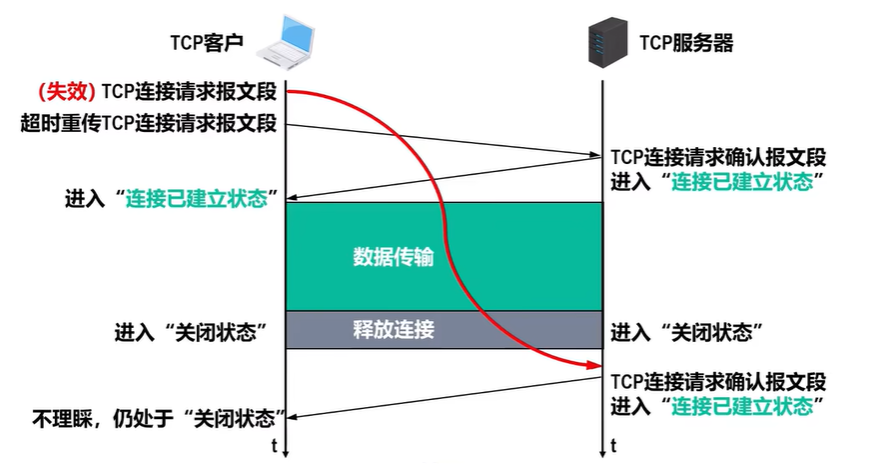 TCP客户
TCP服务器
(失效) TCP连接请求报文段
超时重传TCP连接请求报文段
TCP连接请求确认报文段
进入“连接已建立状态”
进入“连接已建立状态”
数据传输
进入“关闭状态”
释放连接
进入“关闭状态”
TCP连接请求确认报文段
进入“连接已建立状态”
不理睬，仍处于“关闭状态”
t
t